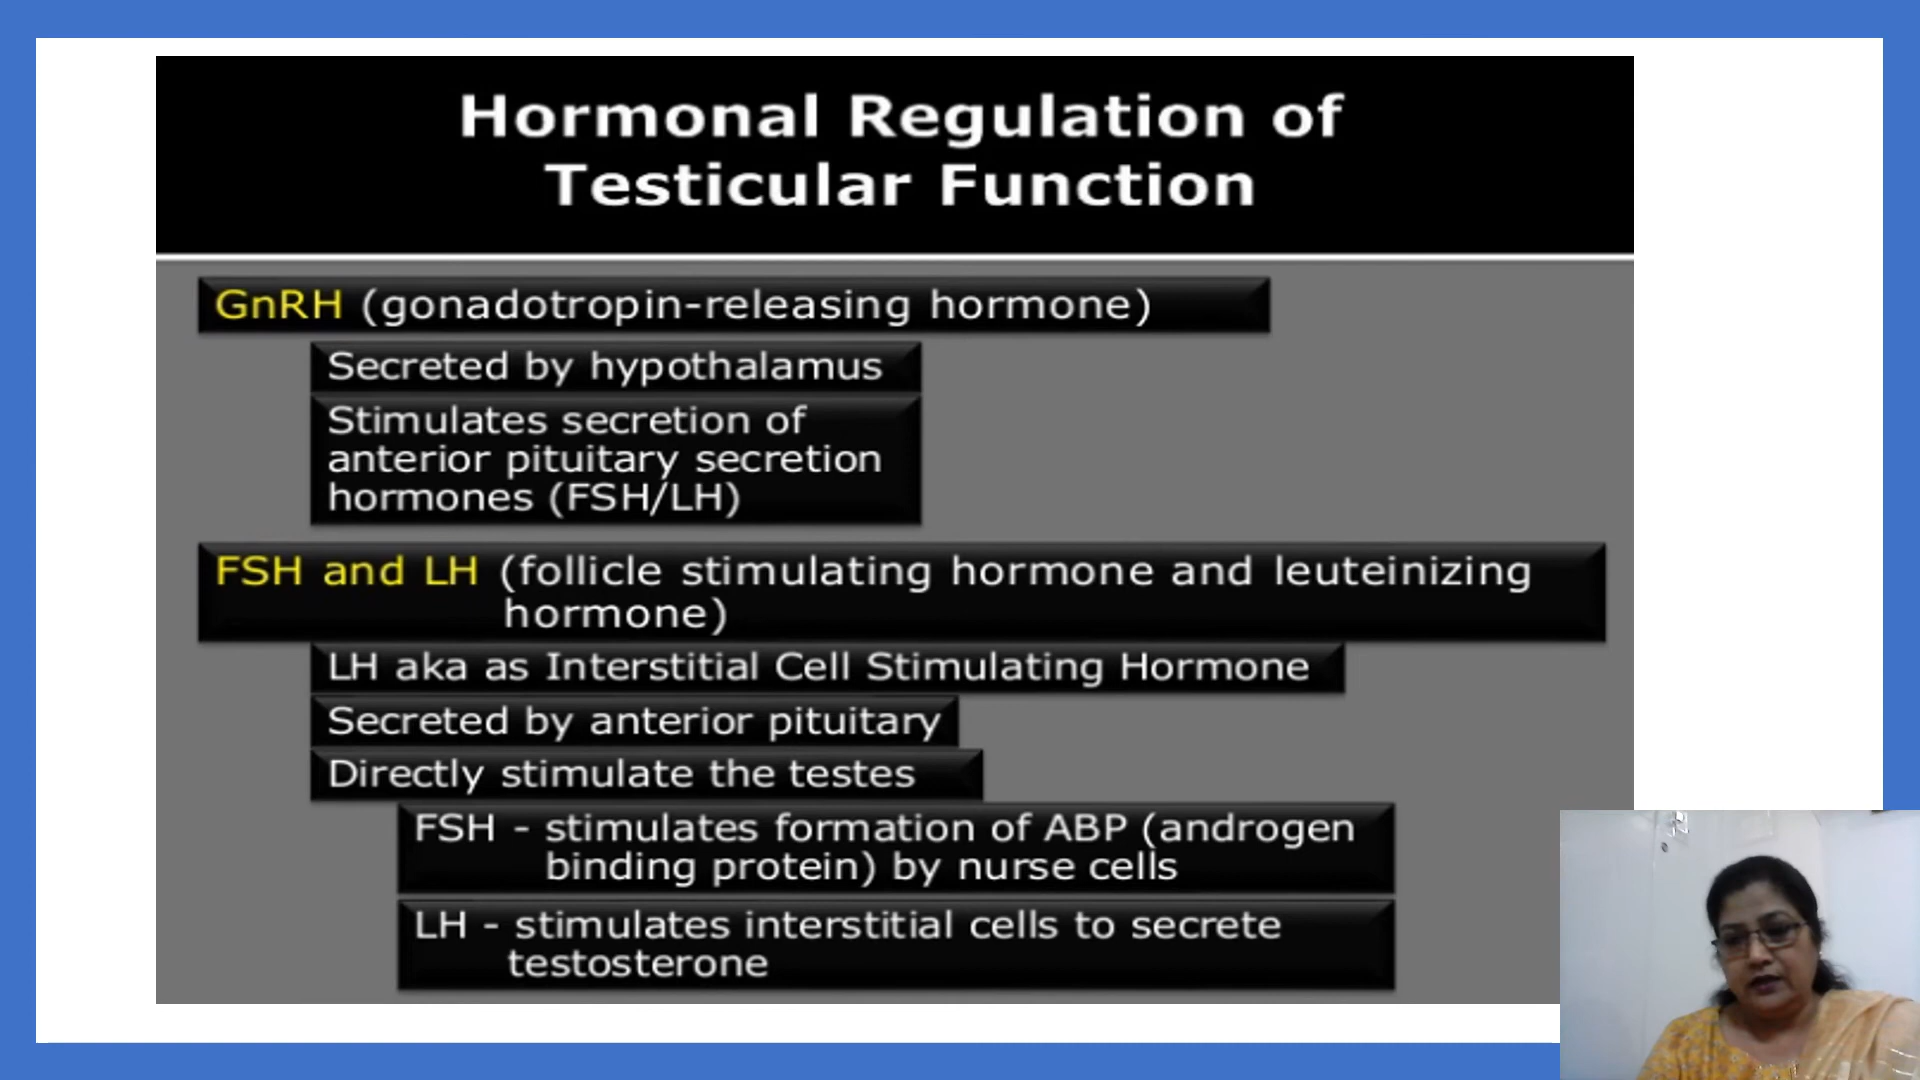 Hormonal Regulation of
Testicular Function
GnRH (gonadotropin-releasing hormone)
Secreted by hypothalamus
Stimulates secretion of
anterior pituitary secretion
hormones (FSH/LH)
FSH and LH (follicle stimulating hormone and leuteinizing
hormone)
LH aka as Interstitial Cell Stimulating Hormone
Secreted by anterior pituitary
Directly stimulate the testes
FSH - stimulates formation of ABP (androgen
binding protein) by nurse cells
LH - stimulates interstitial cells to secrete
testosterone